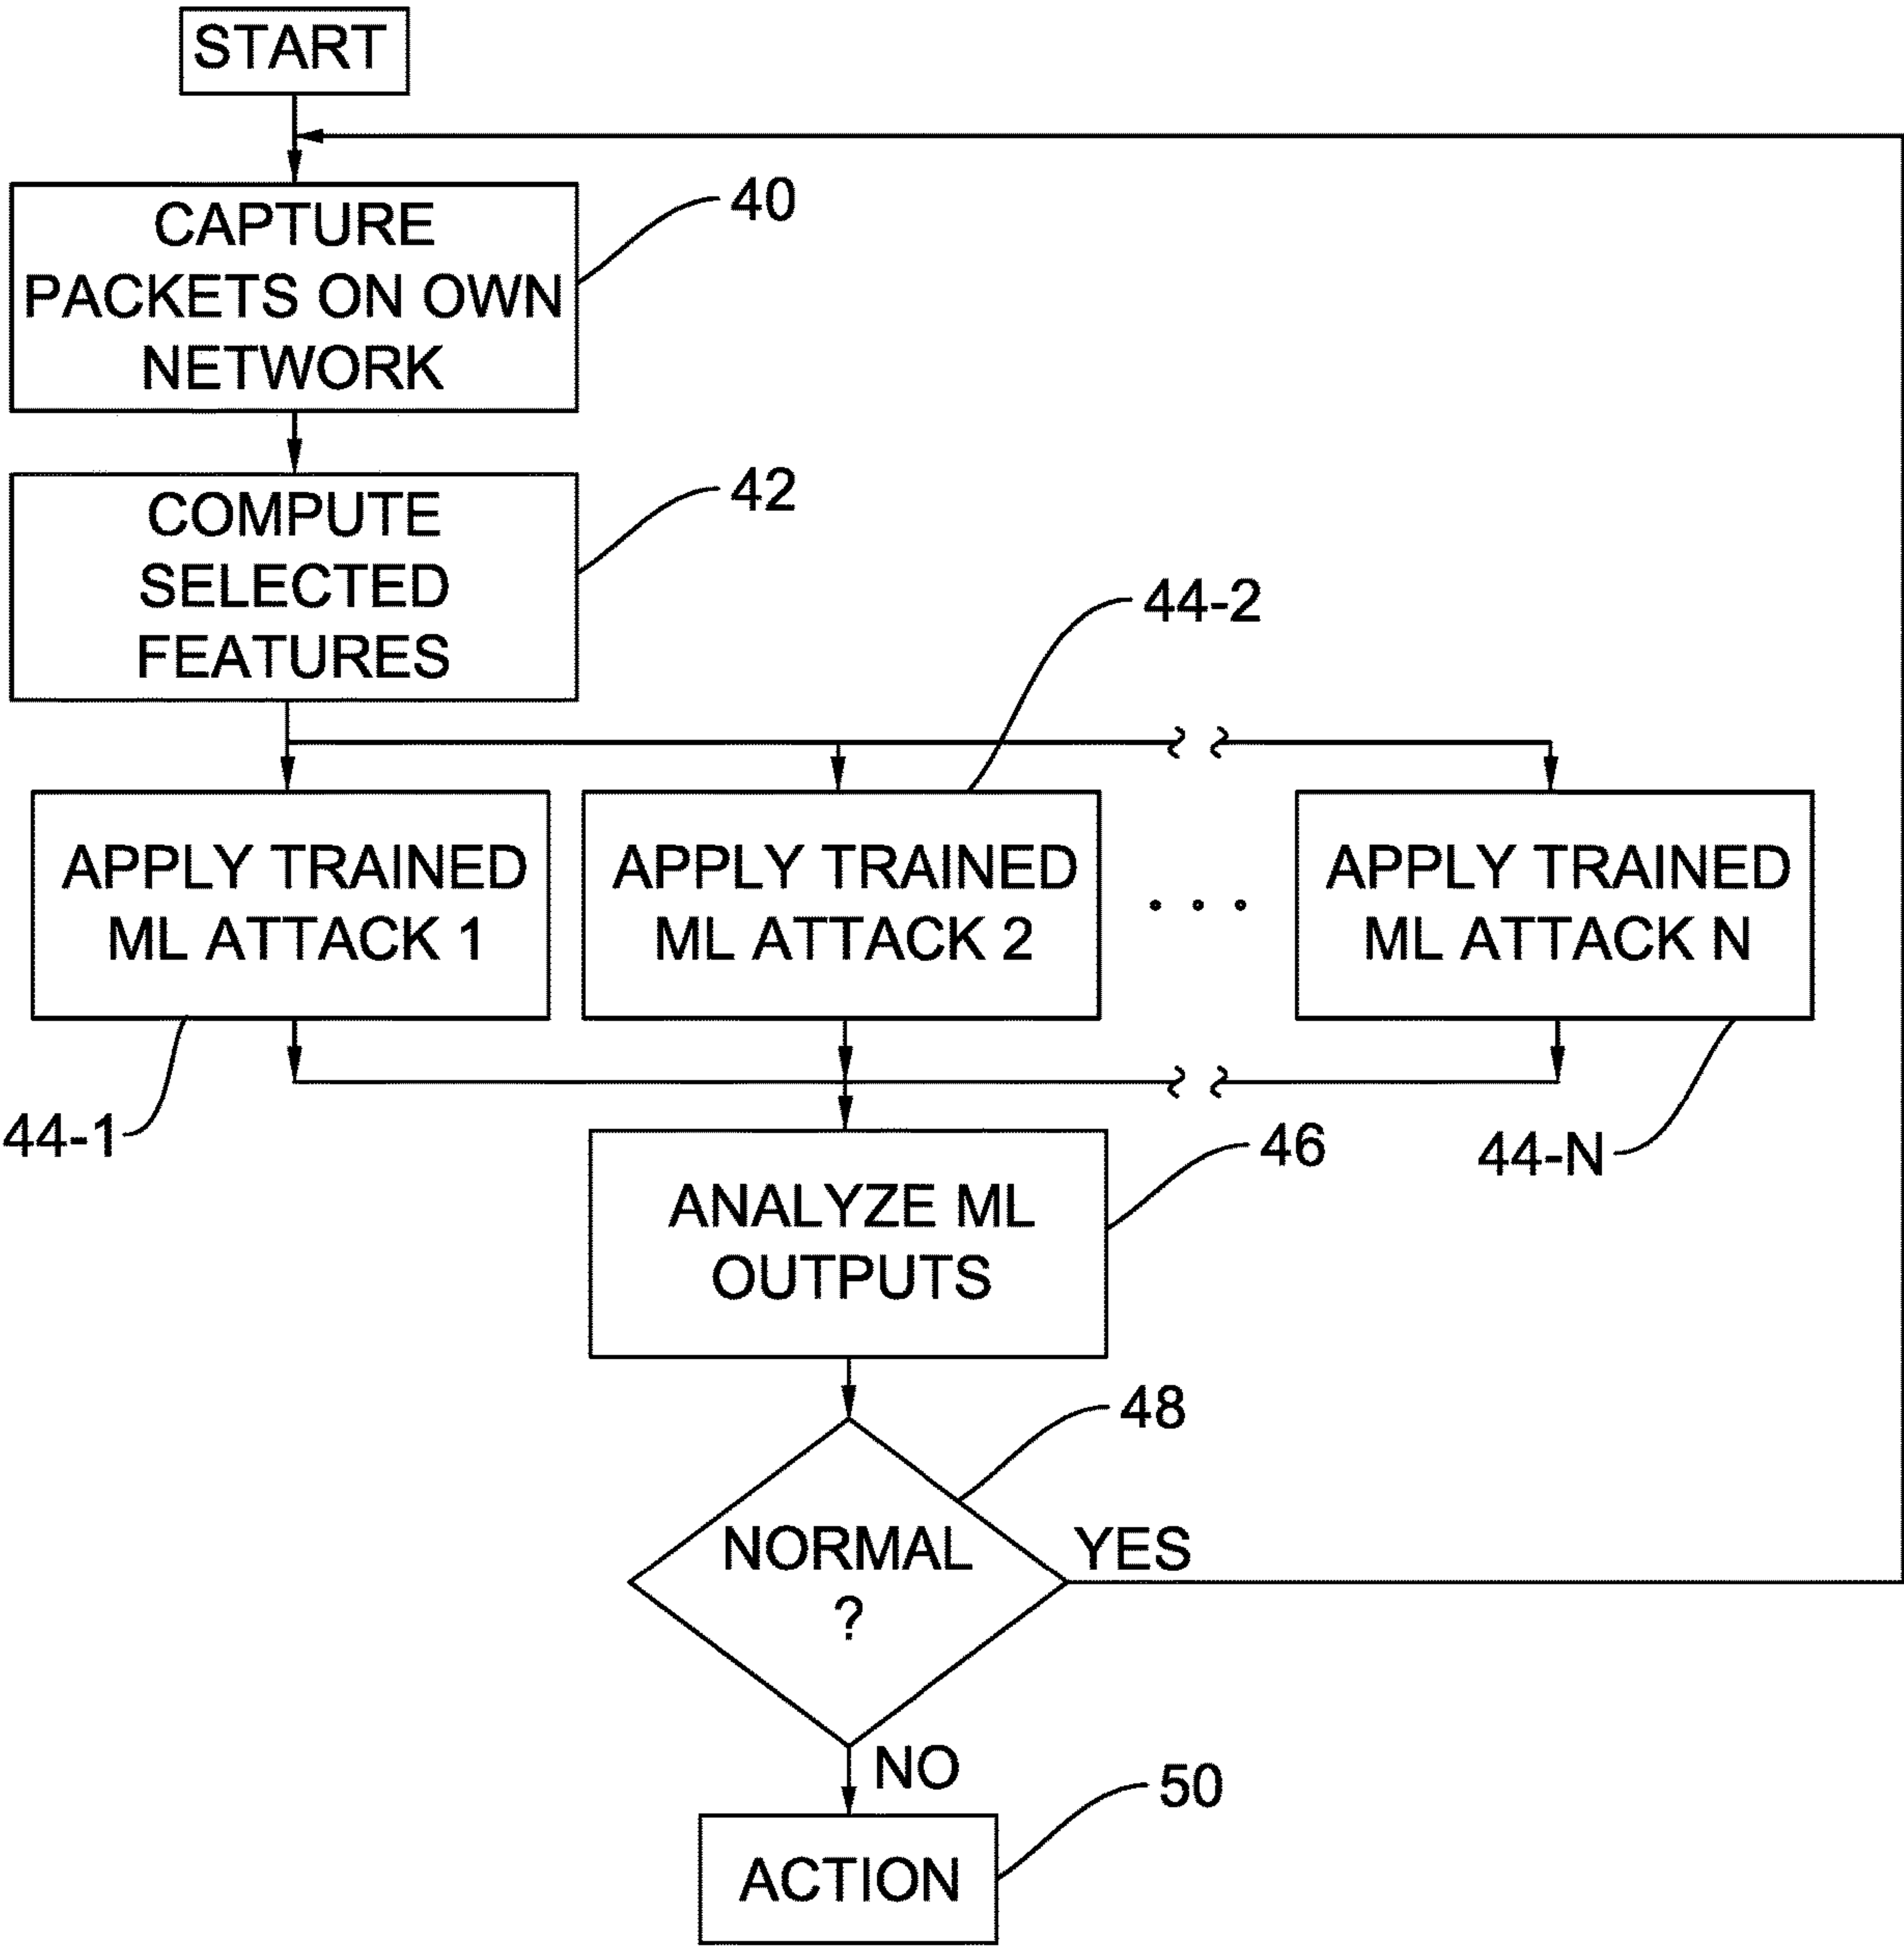 START
CAPTURE
PACKETS ON OWN
NETWORK
40
COMPUTE
SELECTED
FEATURES
42
44-2
APPLY TRAINED
ML ATTACK 1
APPLY TRAINED
ML ATTACK 2
APPLY TRAINED
ML ATTACK N
44-1
44-N
ANALYZE ML
OUTPUTS
46
48
NORMAL
?
YES
NO
ACTION
50